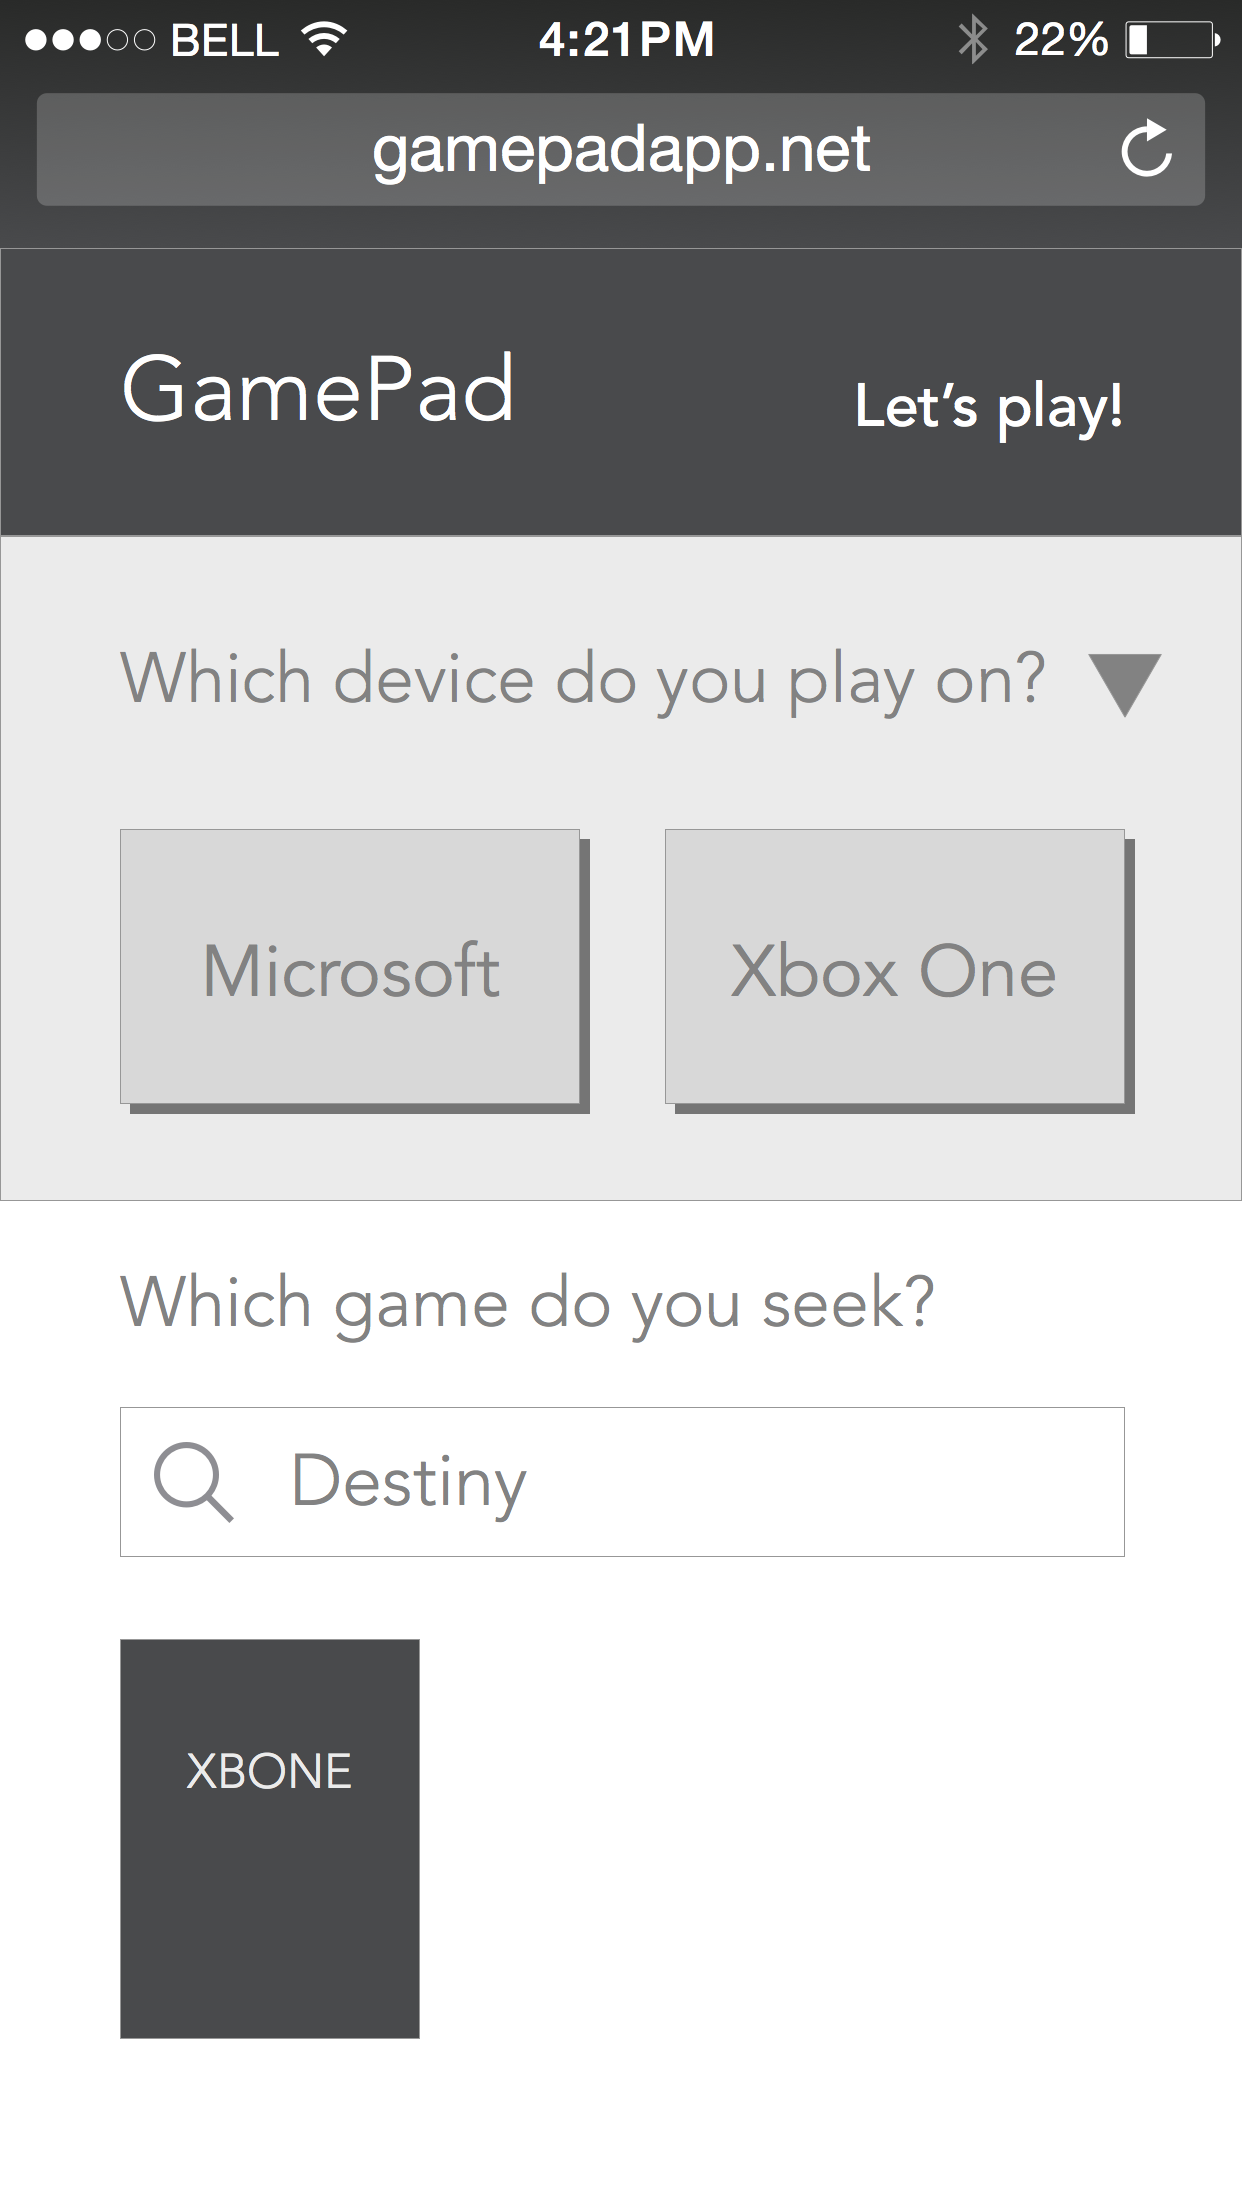 BELL 4:21PM 22%
gamepadapp.net
GamePad Let’s play!
Which device do you play on?
Microsoft Xbox One
Which game do you seek?
Destiny
XBONE